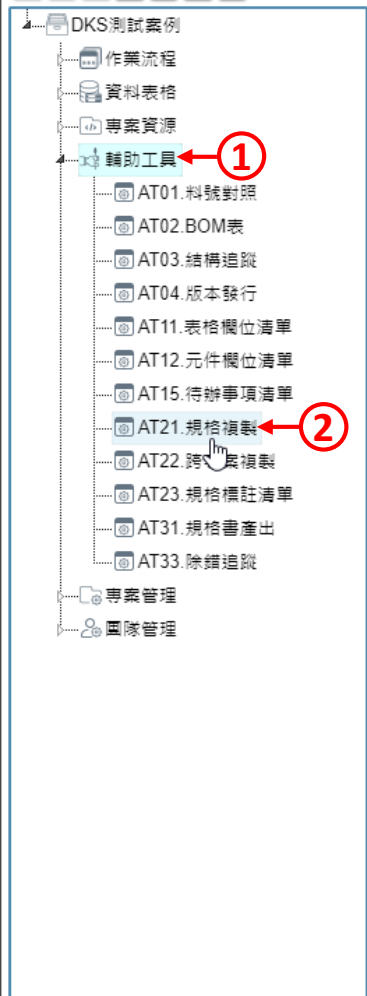 DKS測試案例
作業流程
資料表格
專案資源
輔助工具 1
AT01.料號對照
AT02.BOM表
AT03.結構追蹤
AT04.版本發行
AT11.表格欄位清單
AT12.元件欄位清單
AT15.待辦事項清單
AT21.規格複製 2
AT22.跨專案複製
AT23.規格標註清單
AT31.規格書產出
AT33.除錯追蹤
專案管理
團隊管理